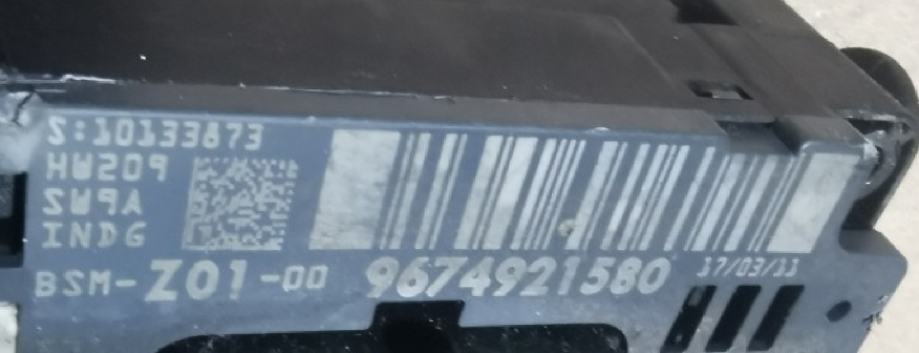 S:10133873
HW209
SW9A
INDG
BSM-Z01-00 9674921580 17/03/11